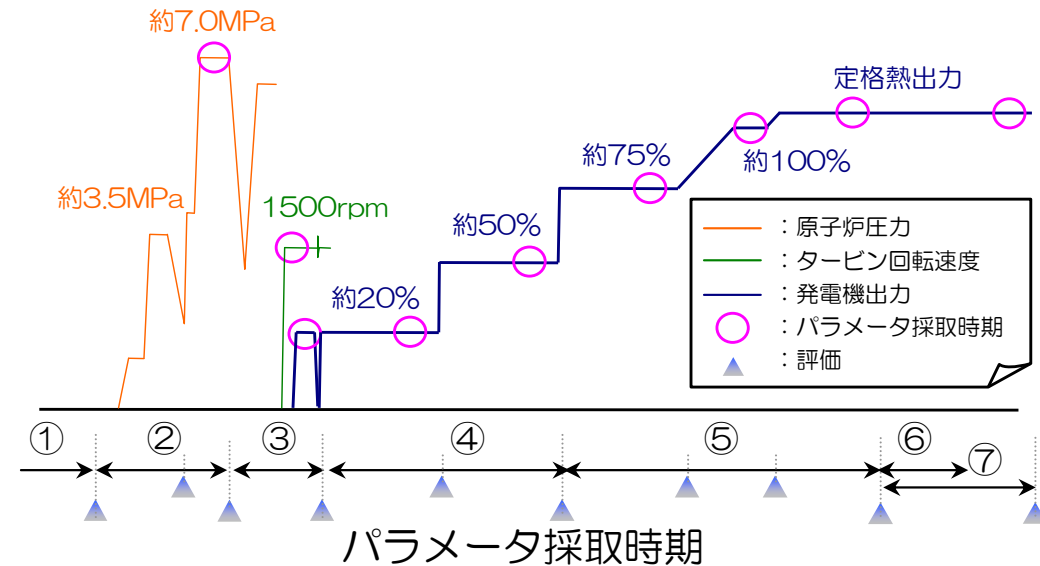 約7.0MPa
定格熱出力
約100%
約75%
約3.5MPa
1500rpm
約50%
約20%
：原子炉圧力
：タービン回転速度
：発電機出力
：パラメータ採取時期
：評価
① ② ③ ④ ⑤ ⑥ ⑦
パラメータ採取時期